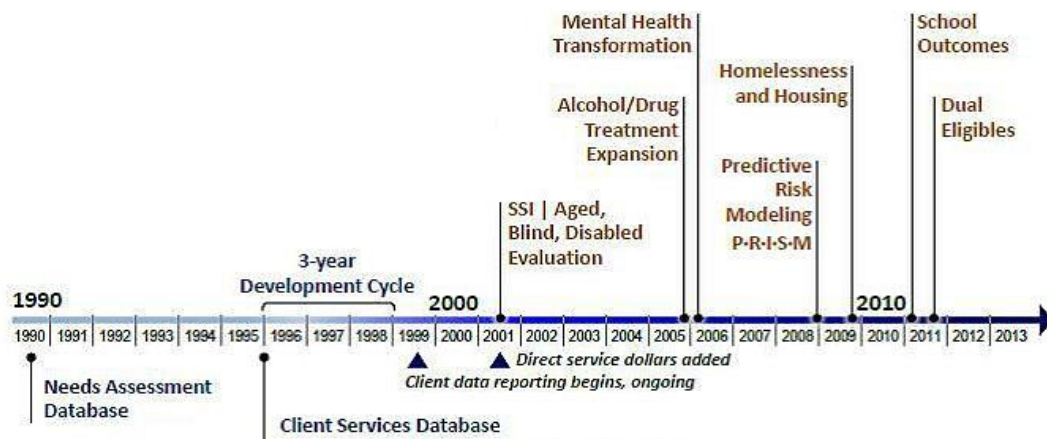 Mental Health
Transformation
School
Outcomes
Homelessness
and Housing
Alcohol/Drug
Treatment
Expansion
Dual
Eligibles
Predictive
Risk
Modeling
P·R·I·S·M
SSI | Aged,
Blind, Disabled
Evaluation
3-year
Development Cycle
1990
2000
2010
1990 1991 1992 1993 1994 1995 1996 1997 1998 1999 2000 2001 2002 2003 2004 2005 2006 2007 2008 2009 2010 2011 2012 2013
Direct service dollars added
Client data reporting begins, ongoing
Needs Assessment
Database
Client Services Database